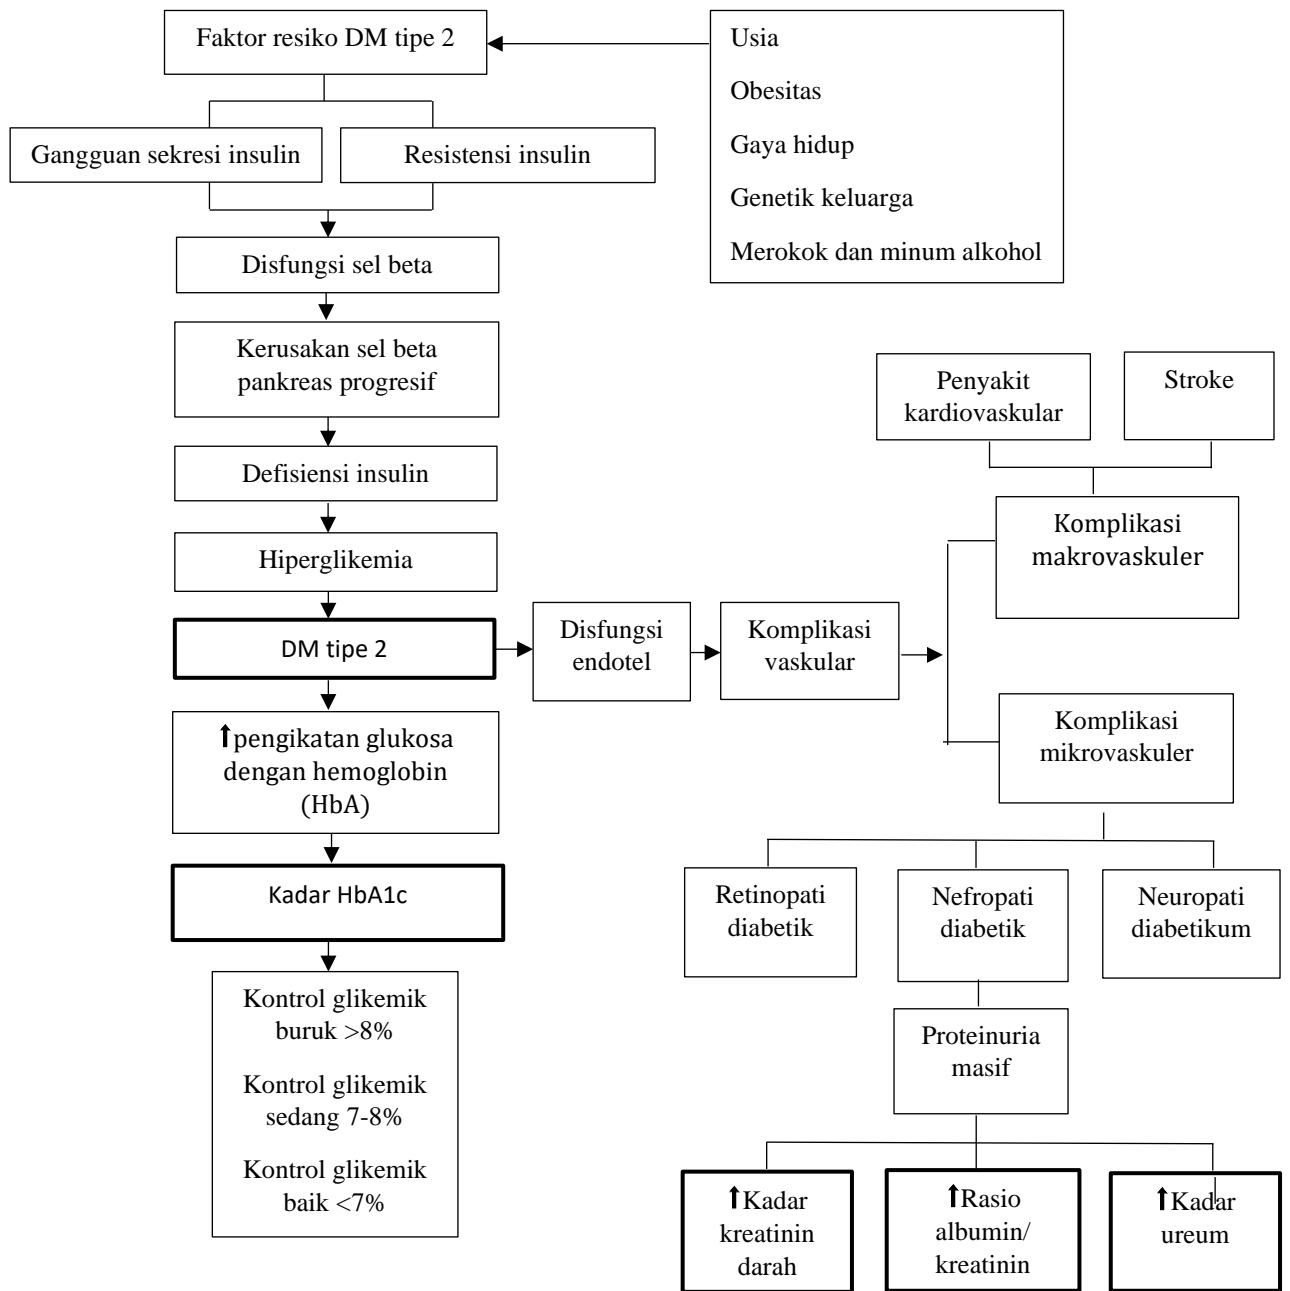 Faktor resiko DM tipe 2
Usia
Obesitas
Gaya hidup
Genetik keluarga
Merokok dan minum alkohol
Gangguan sekresi insulin
Resistensi insulin
Disfungsi sel beta
Kerusakan sel beta
pankreas progresif
Defisiensi insulin
Hiperglikemia
DM tipe 2
Disfungsi
endotel
Komplikasi
vaskular
Penyakit
kardiovaskular
Stroke
Komplikasi
makrovaskuler
Komplikasi
mikrovaskuler
⬆pengikatan glukosa
dengan hemoglobin
(HbA)
Kadar HbA1c
Kontrol glikemik
buruk >8%
Kontrol glikemik
sedang 7-8%
Kontrol glikemik
baik <7%
Retinopati
diabetik
Nefropati
diabetik
Neuropati
diabetikum
Proteinuria
masif
⬆Kadar
kreatinin
darah
⬆Rasio
albumin/
kreatinin
⬆Kadar
ureum